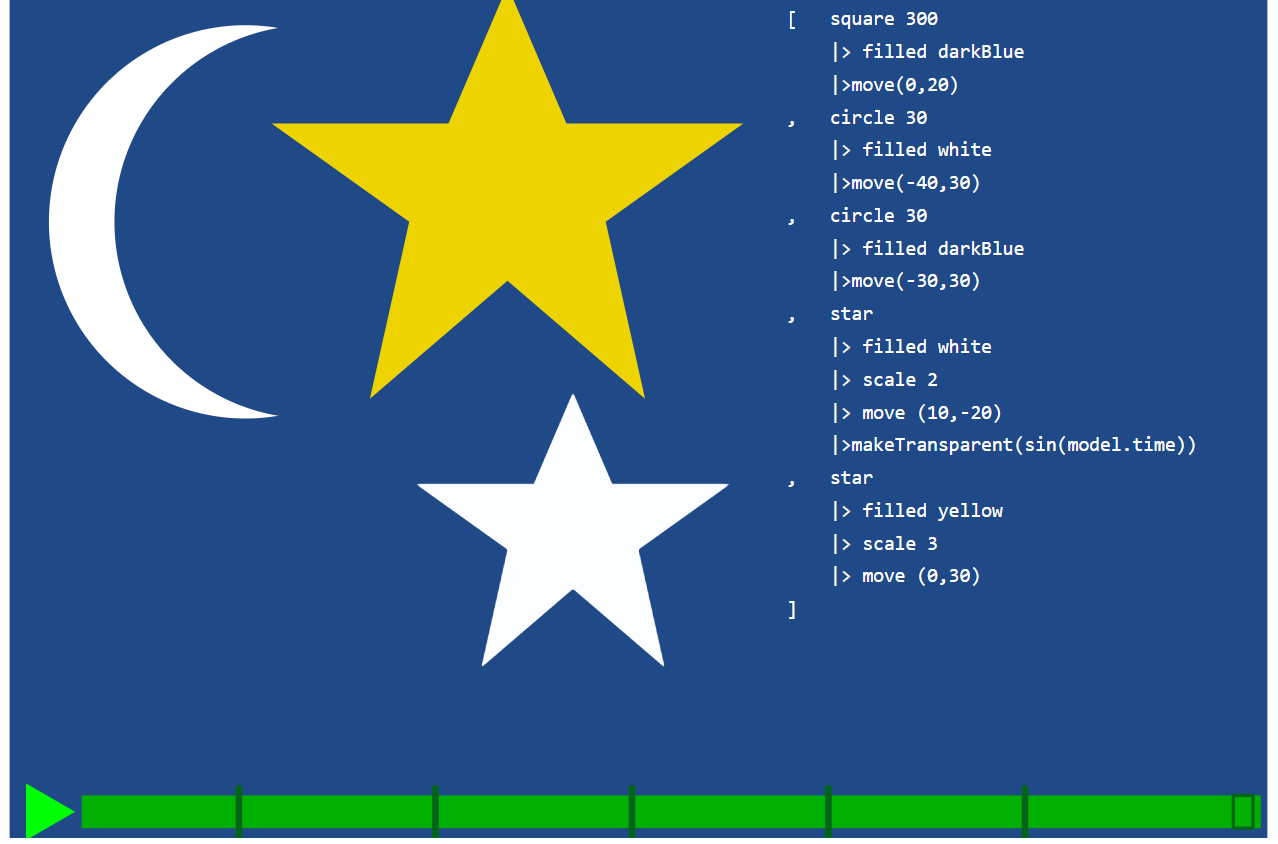 [   square 300
    |> filled darkBlue
    |>move(0,20)
,   circle 30
    |> filled white
    |>move(-40,30)
,   circle 30
    |> filled darkBlue
    |>move(-30,30)
,   star
    |> filled white
    |> scale 2
    |> move (10,-20)
    |>makeTransparent(sin(model.time))
,   star
    |> filled yellow
    |> scale 3
    |> move (0,30)
]